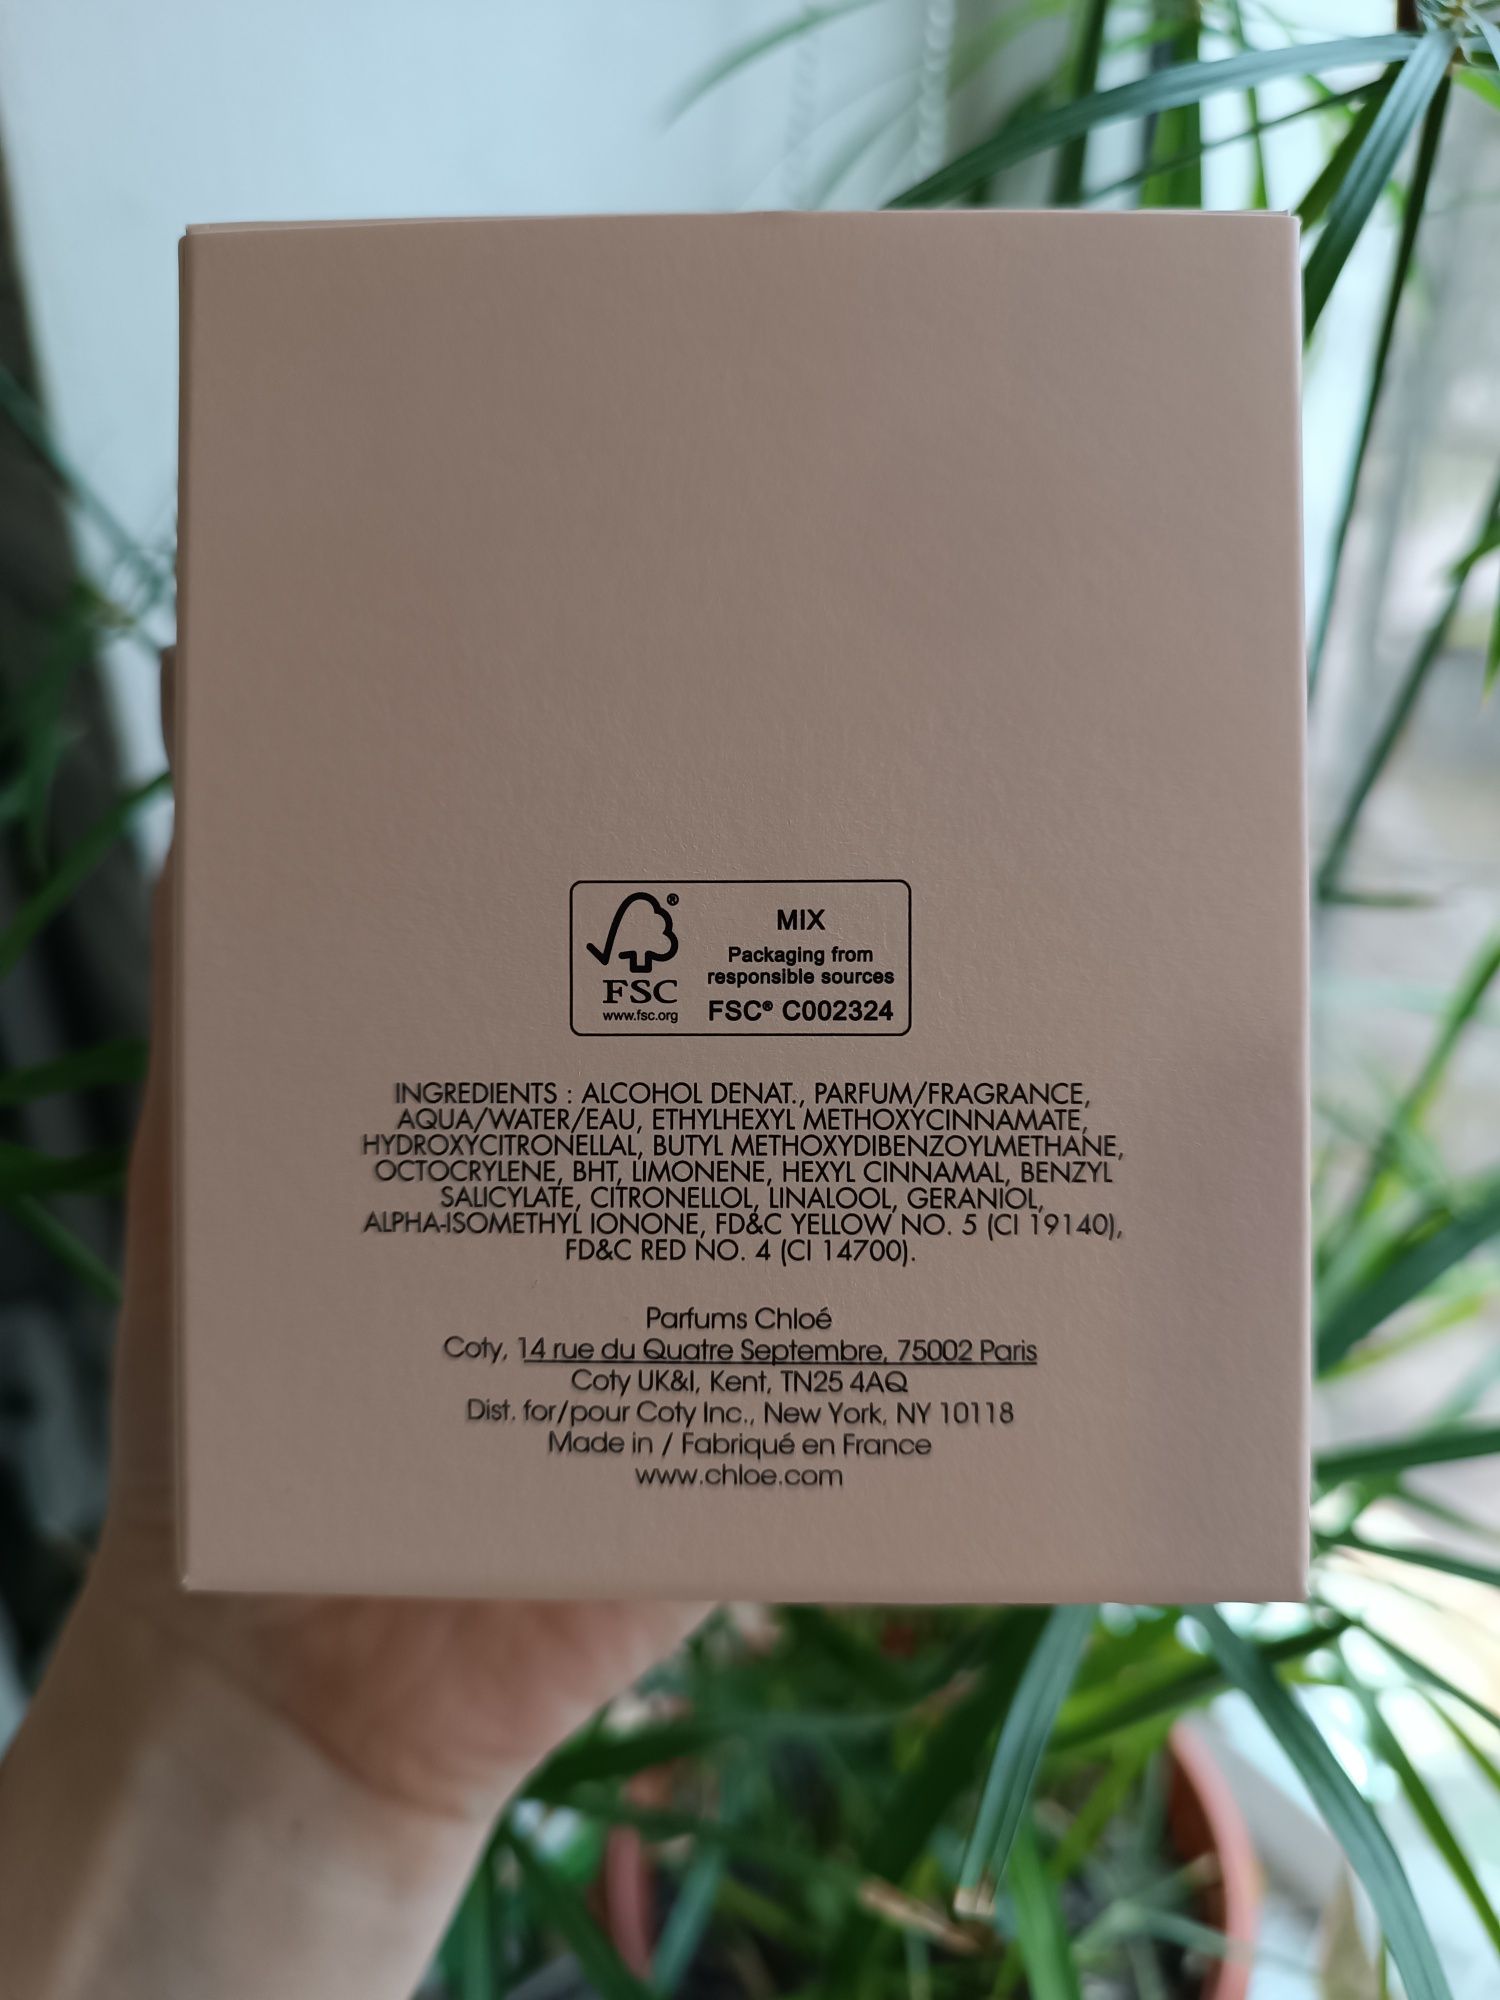 MIX
Packaging from
responsible sources
FSC® C002324
®
FSC
www.fsc.org
INGREDIENTS : ALCOHOL DENAT., PARFUM/FRAGRANCE,
AQUA/WATER/EAU, ETHYLHEXYL METHOXYCINNAMATE,
HYDROXYCITRONELLAL, BUTYL METHOXYDIBENZOYLMETHANE,
OCTOCRYLENE, BHT, LIMONENE, HEXYL CINNAMAL, BENZYL
SALICYLATE, CITRONELLOL, LINALOOL, GERANIOL,
ALPHA-ISOMETHYL IONONE, FD&C YELLOW NO. 5 (CI 19140),
FD&C RED NO. 4 (CI 14700).
Parfums Chloé
Coty, 14 rue du Quatre Septembre, 75002 Paris
Coty UK&I, Kent, TN25 4AQ
Dist. for/pour Coty Inc., New York, NY 10118
Made in / Fabriqué en France
www.chloe.com